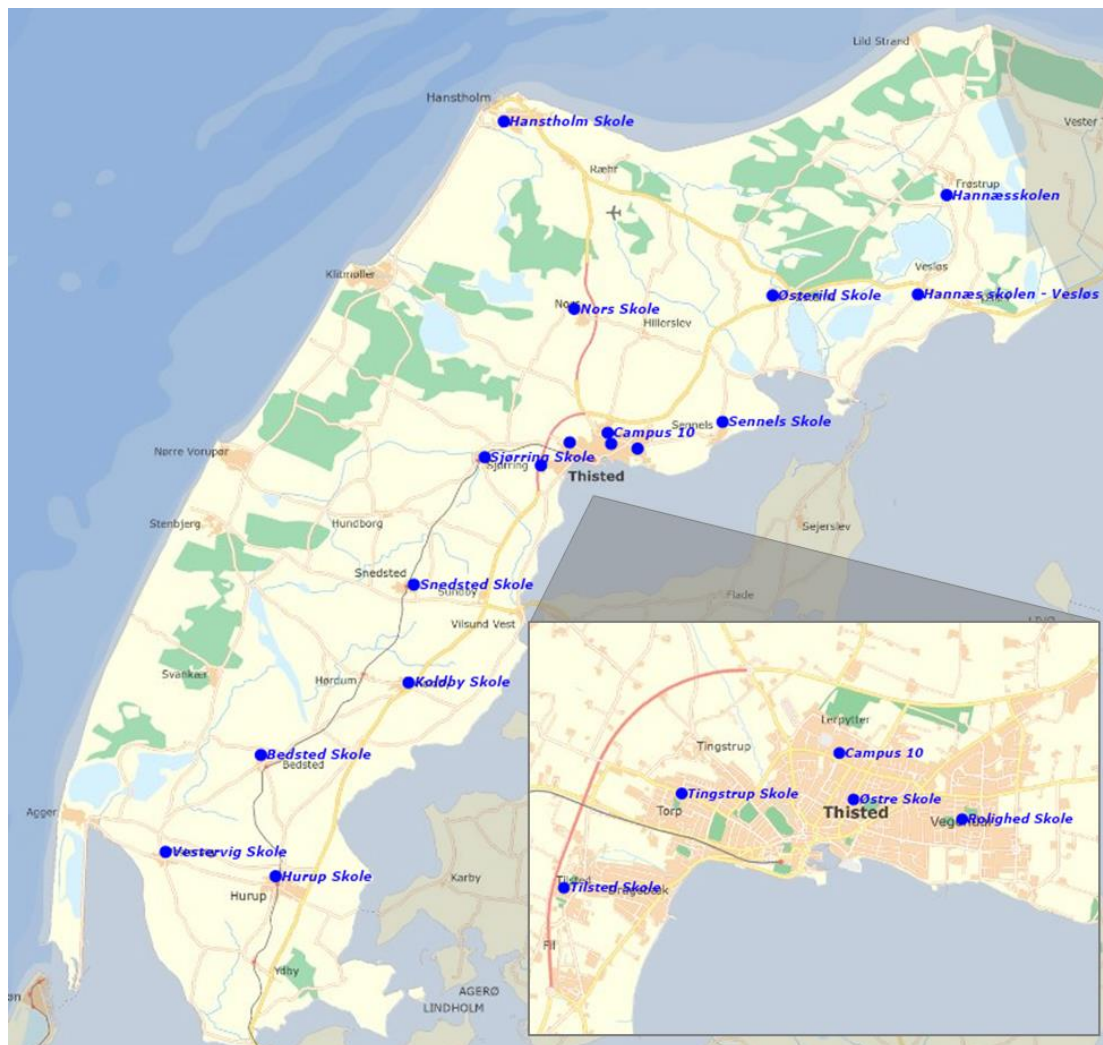 Lild Strand
Hanstholm
Hanstholm Skole
Vester
Ræhr
Frøstrup
Hannæsskolen
Klitmøller
Vesløs
Østerild Skole
Hannæs skolen - Vesløs
Nors
Nors Skole
Hillerslev
Sennels
Sennels Skole
Campus 10
Nørre Vorupør
Sjørring Skole
Sjørring
Thisted
Stenbjerg
Hundborg
Sejerslev
Snedsted
Snedsted Skole
Sundby
Flade
Vilsund Vest
Svankær
Hørdum
Koldby Skole
Bedsted Skole
Bedsted
Agger
Vestervig Skole
Hurup Skole
Hurup
Karby
Ydby
AGERØ
LINDHOLM
Lerpytter
Tingstrup
Campus 10
Tingstrup Skole
Torp
Østre Skole
Thisted
Rolighed Skole
Tilsted
Tilsted Skole